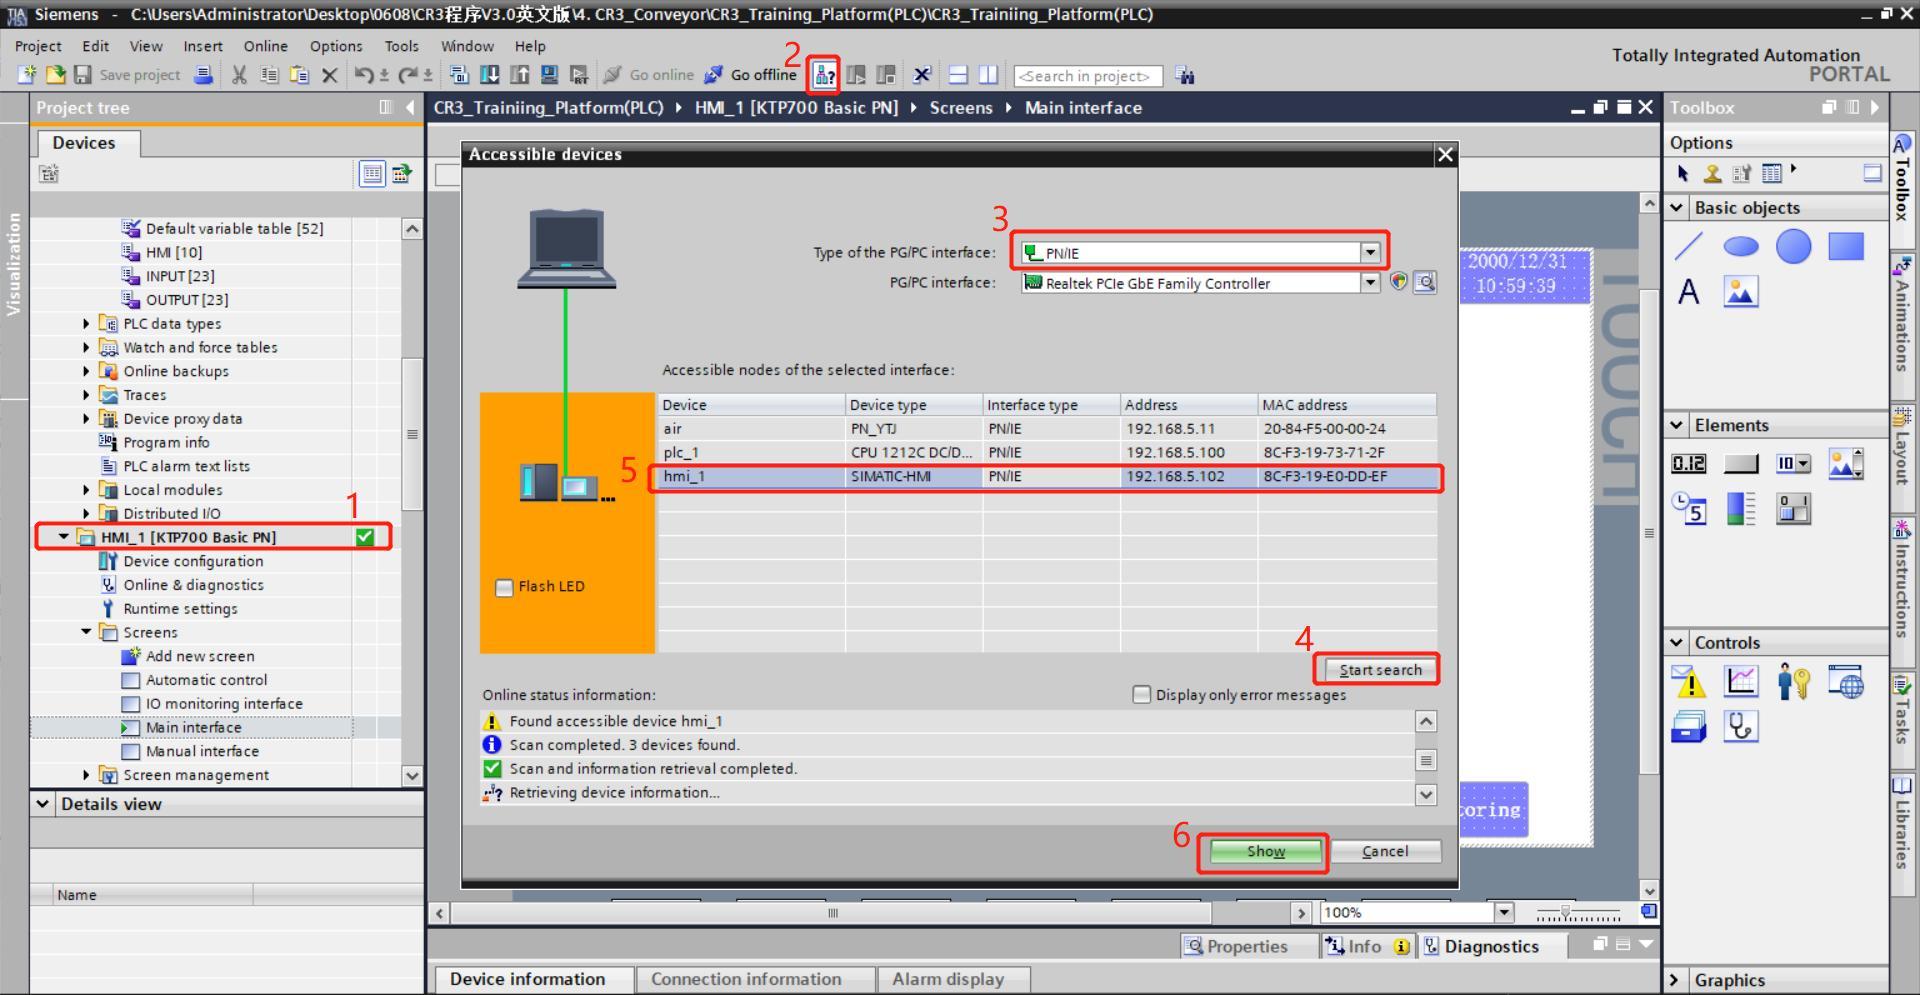 Siemens - C:\Users\Administrator\Desktop\0608\CR3程序V3.0英文版\4. CR3_Conveyor\CR3_Training_Platform(PLC)\CR3_Trainiing_Platform(PLC)
Project Edit View Insert Online Options Tools Window Help
Totally Integrated Automation
PORTAL
Save project
Go online
Go offline
2
<Search in project>
Project tree
CR3_Trainiing_Platform(PLC) HMI_1 [KTP700 Basic PN] Screens Main interface
Toolbox
Devices
Visualization
Default variable table [52]
HMI [10]
INPUT [23]
OUTPUT [23]
PLC data types
Watch and force tables
Online backups
Traces
Device proxy data
Program info
PLC alarm text lists
Local modules
Distributed I/O
1
HMI_1 [KTP700 Basic PN]
Device configuration
Online & diagnostics
Runtime settings
Screens
Add new screen
Automatic control
IO monitoring interface
Main interface
Manual interface
Screen management
Details view
Name
Accessible devices
3
Type of the PG/PC interface: PN/IE
PG/PC interface: Realtek PCIe GbE Family Controller
Accessible nodes of the selected interface:
Device Device type Interface type Address MAC address
air PN_YTJ PN/IE 192.168.5.11 20-84-F5-00-00-24
plc_1 CPU 1212C DC/D... PN/IE 192.168.5.100 8C-F3-19-73-71-2F
5
hmi_1 SIMATIC-HMI PN/IE 192.168.5.102 8C-F3-19-E0-DD-EF
Flash LED
4
Start search
Online status information:
Display only error messages
Found accessible device hmi_1
Scan completed. 3 devices found.
Scan and information retrieval completed.
Retrieving device information...
6
Show
Cancel
2000/12/31
10:59:39
TOUCH
oring
100%
Properties
Info
Diagnostics
Device information
Connection information
Alarm display
Options
Basic objects
A
Elements
0.12
10
5
Controls
Graphics
Toolbox
Animations
Layout
Instructions
Tasks
Libraries